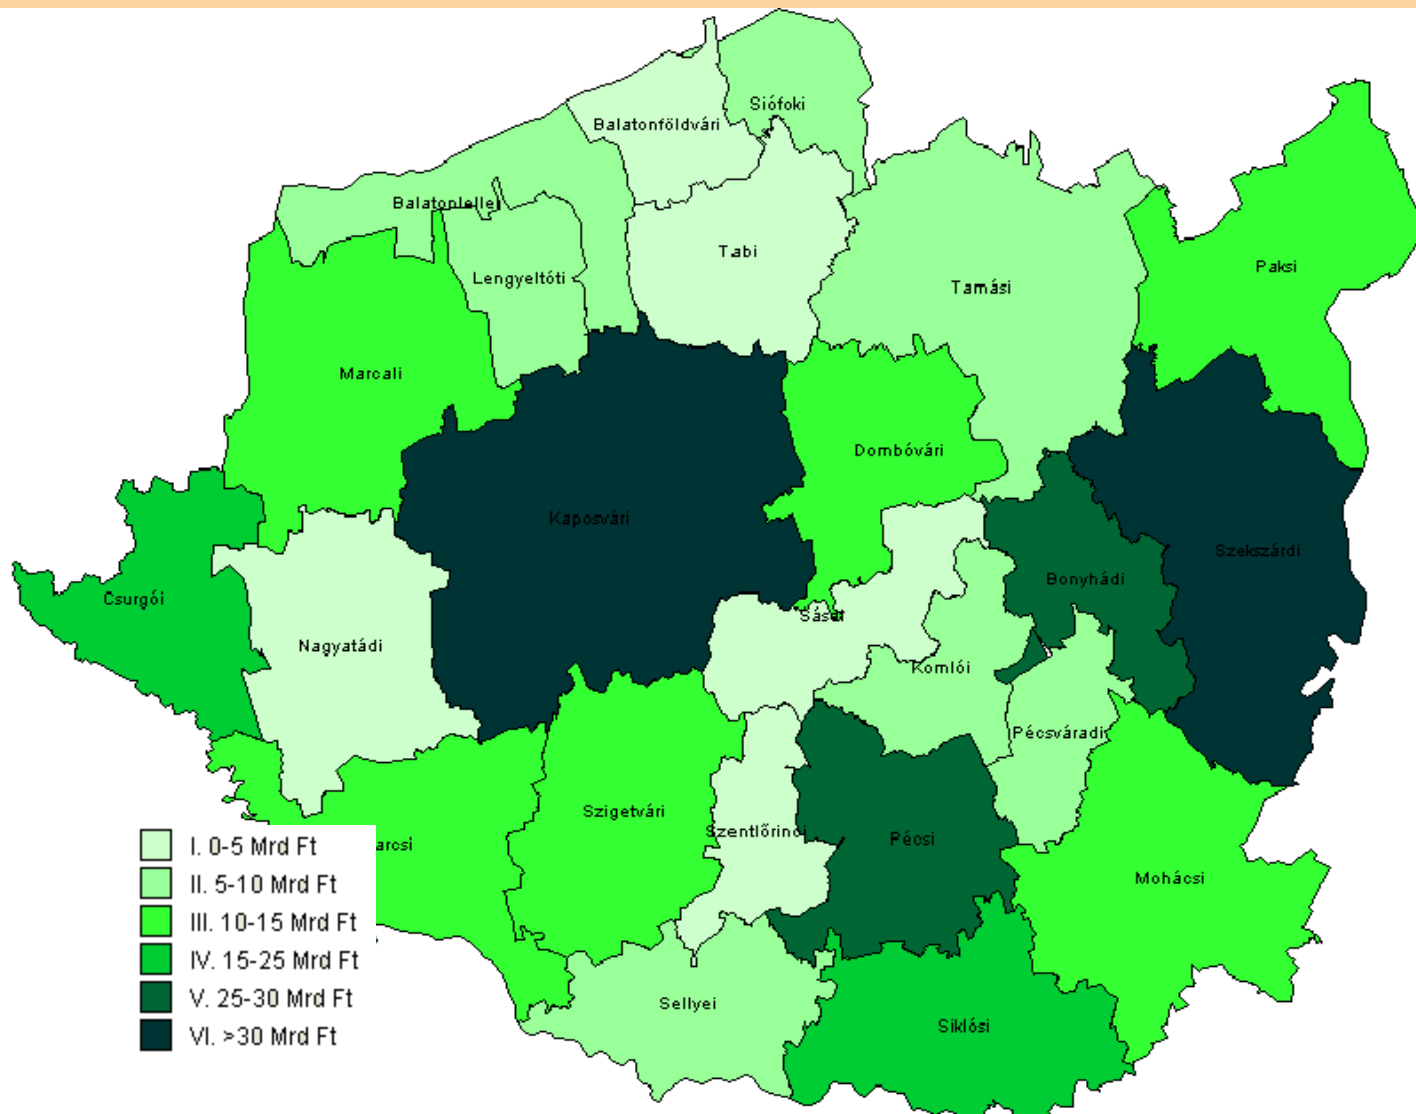 Siófoki
Balatonföldvári
Balatonlellei
Tabi
Paksi
Lengyeltóti
Tamási
Marcali
Dombóvári
Kaposvári
Szekszárdi
Bonyhádi
Csurgói
Sásdi
Nagyatádi
Komlói
Pécsváradi
Szigetvári
Szentlőrinci
Pécsi
arcsi
Mohácsi
Sellyei
Siklósi
I. 0-5 Mrd Ft
II. 5-10 Mrd Ft
III. 10-15 Mrd Ft
IV. 15-25 Mrd Ft
V. 25-30 Mrd Ft
VI. >30 Mrd Ft